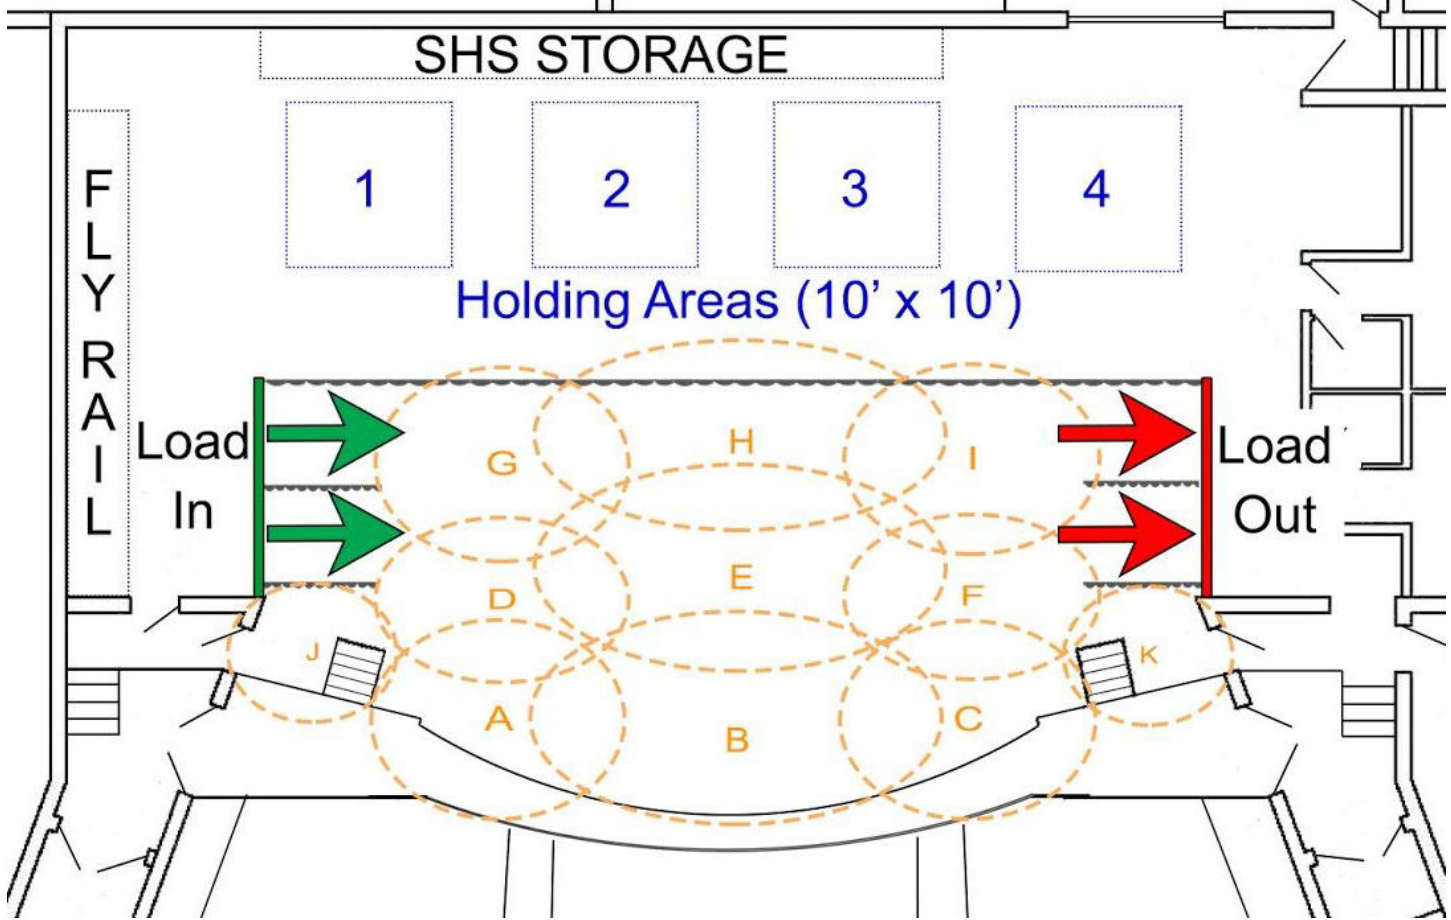 SHS STORAGE
1 2 3 4
Holding Areas (10’ x 10’)
FLY RAIL
Load
In
Load
Out
G H I
D E F
J K
A B C